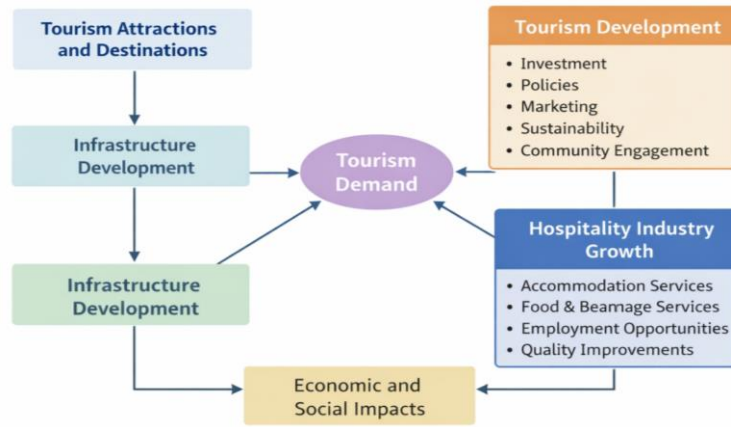 Tourism Attractions
and Destinations
Infrastructure
Development
Infrastructure
Development
Tourism
Demand
Tourism Development
• Investment
• Policies
• Marketing
• Sustainability
• Community Engagement
Hospitality Industry
Growth
• Accommodation Services
• Food & Beamage Services
• Employment Opportunities
• Quality Improvements
Economic and
Social Impacts